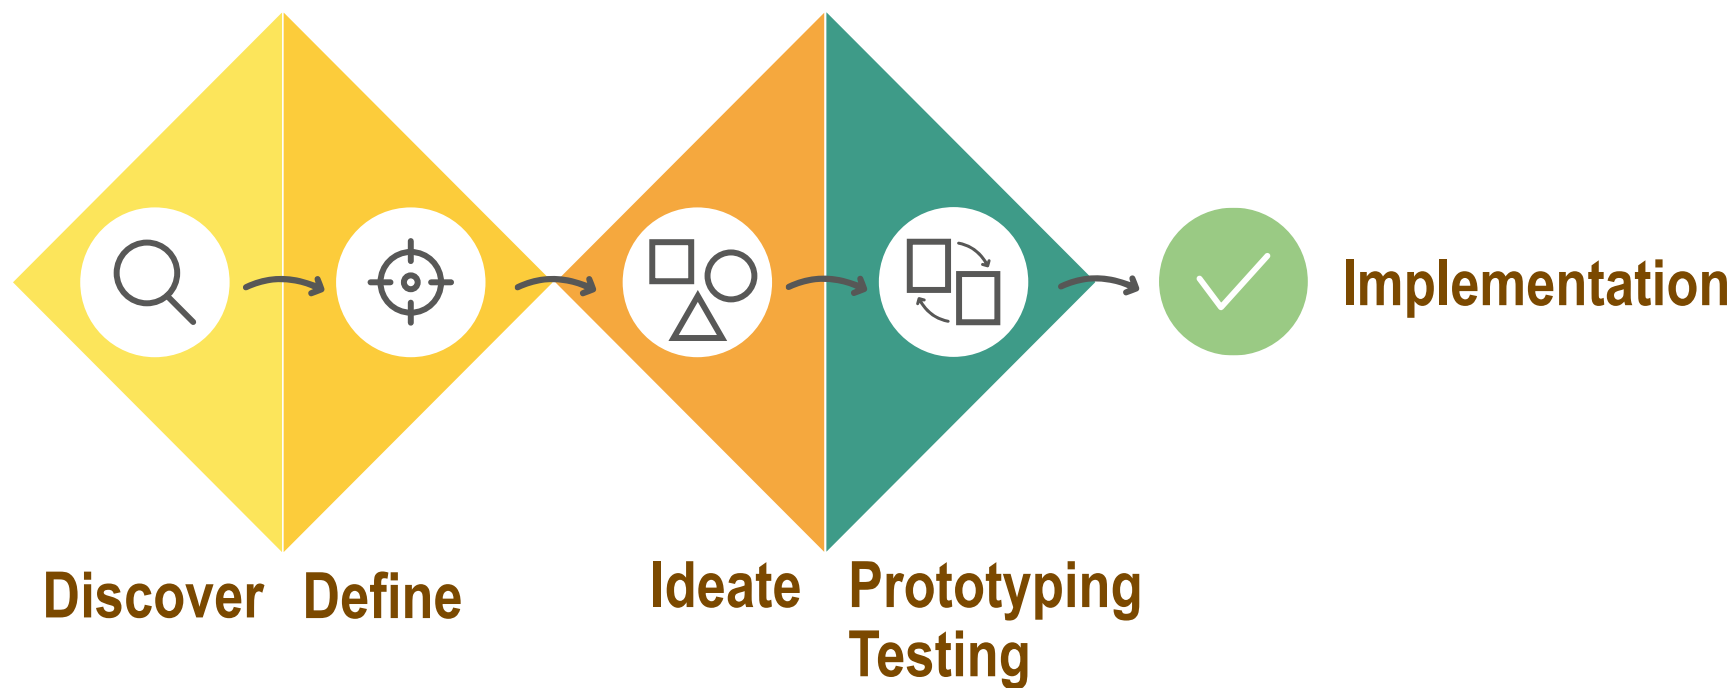 Discover
Define
Ideate
Prototyping
Testing
Implementation